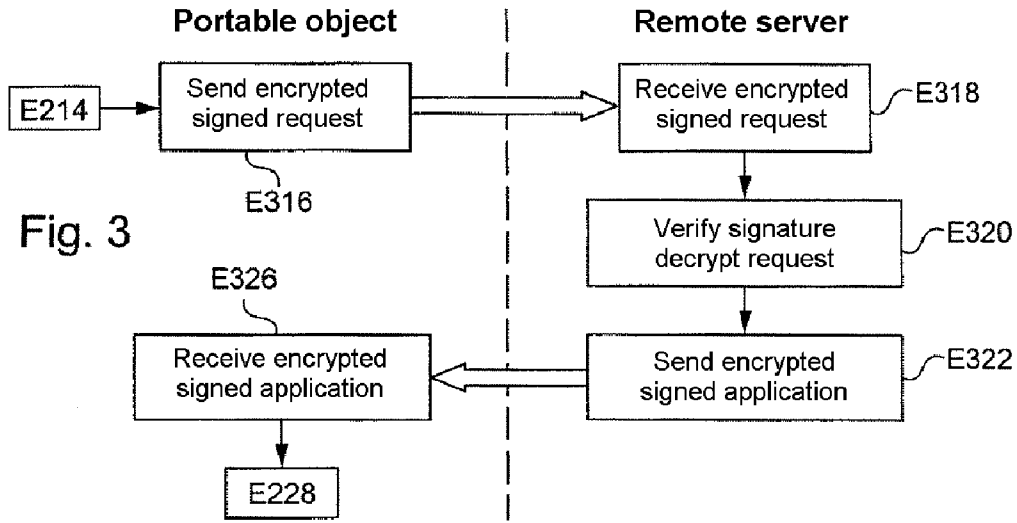 Portable object
Remote server
E214
Send encrypted
signed request
E316
Receive encrypted
signed request
E318
Fig. 3
Verify signature
decrypt request
E320
E326
Receive encrypted
signed application
Send encrypted
signed application
E322
E228